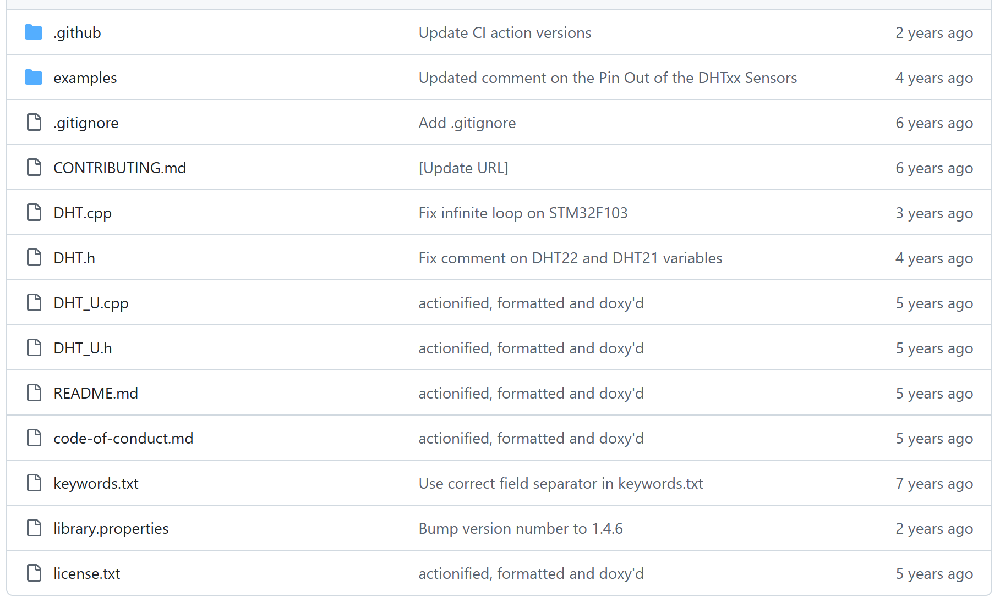 .github Update CI action versions 2 years ago
examples Updated comment on the Pin Out of the DHTxx Sensors 4 years ago
.gitignore Add .gitignore 6 years ago
CONTRIBUTING.md [Update URL] 6 years ago
DHT.cpp Fix infinite loop on STM32F103 3 years ago
DHT.h Fix comment on DHT22 and DHT21 variables 4 years ago
DHT_U.cpp actionified, formatted and doxy'd 5 years ago
DHT_U.h actionified, formatted and doxy'd 5 years ago
README.md actionified, formatted and doxy'd 5 years ago
code-of-conduct.md actionified, formatted and doxy'd 5 years ago
keywords.txt Use correct field separator in keywords.txt 7 years ago
library.properties Bump version number to 1.4.6 2 years ago
license.txt actionified, formatted and doxy'd 5 years ago